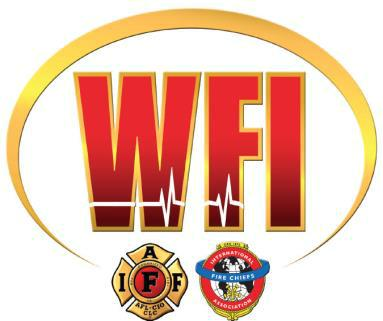 WFI
A
I F F
AFL-CIO
CLC
INTERNATIONAL
FIRE CHIEFS
ASSOCIATION